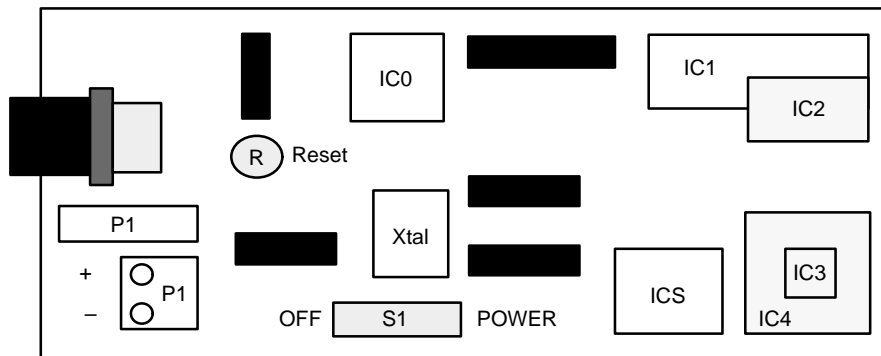 IC0
IC1
IC2
R Reset
P1
Xtal
+
P1
–
ICS
IC3
IC4
OFF S1 POWER